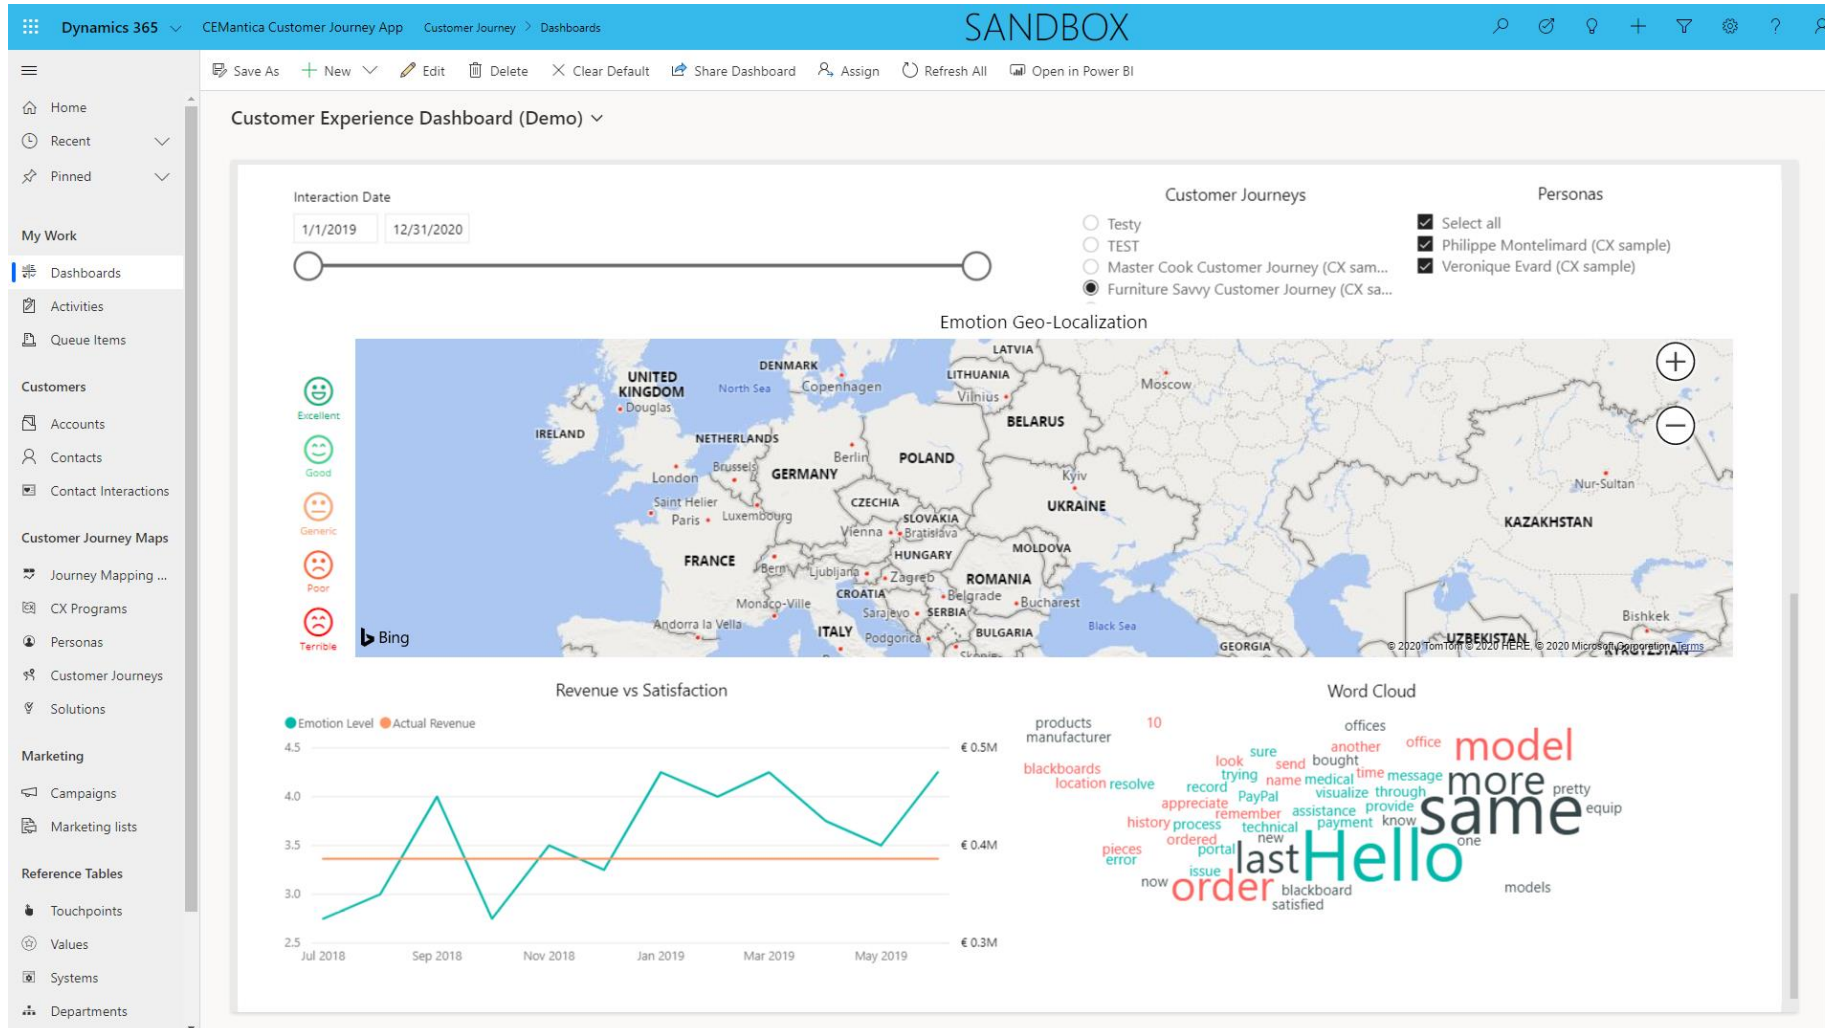 Dynamics 365
CEMantica Customer Journey App
Customer Journey > Dashboards
SANDBOX
Save As
New
Edit
Delete
Clear Default
Share Dashboard
Assign
Refresh All
Open in Power BI
Home
Recent
Pinned
My Work
Dashboards
Activities
Queue Items
Customers
Accounts
Contacts
Contact Interactions
Customer Journey Maps
Journey Mapping ...
CX Programs
Personas
Customer Journeys
Solutions
Marketing
Campaigns
Marketing lists
Reference Tables
Touchpoints
Values
Systems
Departments
Customer Experience Dashboard (Demo)
Interaction Date
1/1/2019
12/31/2020
Customer Journeys
Testy
TEST
Master Cook Customer Journey (CX sam...
Furniture Savvy Customer Journey (CX sa...
Personas
Select all
Philippe Montelimard (CX sample)
Veronique Evard (CX sample)
Emotion Geo-Localization
Excellent
Good
Generic
Poor
Terrible
LATVIA
DENMARK
LITHUANIA
UNITED
KINGDOM
North Sea
Copenhagen
Moscow
Vilnius
Douglas
BELARUS
IRELAND
NETHERLANDS
Berlin
POLAND
Brussels
GERMANY
London
Kyiv
Nur-Sultan
Saint Helier
CZECHIA
UKRAINE
Paris
Luxembourg
SLOVAKIA
KAZAKHSTAN
Vienna
Bratislava
HUNGARY
MOLDOVA
FRANCE
Bern
Ljubljana
Zagreb
ROMANIA
CROATIA
Belgrade
Monaco-Ville
Sarajevo
SERBIA
Bucharest
Bishkek
Andorra la Vella
ITALY
Podgorica
BULGARIA
Black Sea
Bing
GEORGIA
UZBEKISTAN
Skopje
KYRGYZSTAN
© 2020 TomTom © 2020 HERE, © 2020 Microsoft Corporation Terms
Revenue vs Satisfaction
Emotion Level
Actual Revenue
4.5
4.0
3.5
3.0
2.5
€ 0.5M
€ 0.4M
€ 0.3M
Jul 2018
Sep 2018
Nov 2018
Jan 2019
Mar 2019
May 2019
Word Cloud
products
10
offices
manufacturer
office
model
another
sure
look
send
bought
blackboards
trying
name
medical
time
message
more
location
resolve
record
PayPal
visualize
through
pretty
appreciate
remember
assistance
provide
same
equip
history
process
technical
payment
know
ordered
new
one
pieces
portal
last
Hello
error
issue
now
order
blackboard
models
satisfied